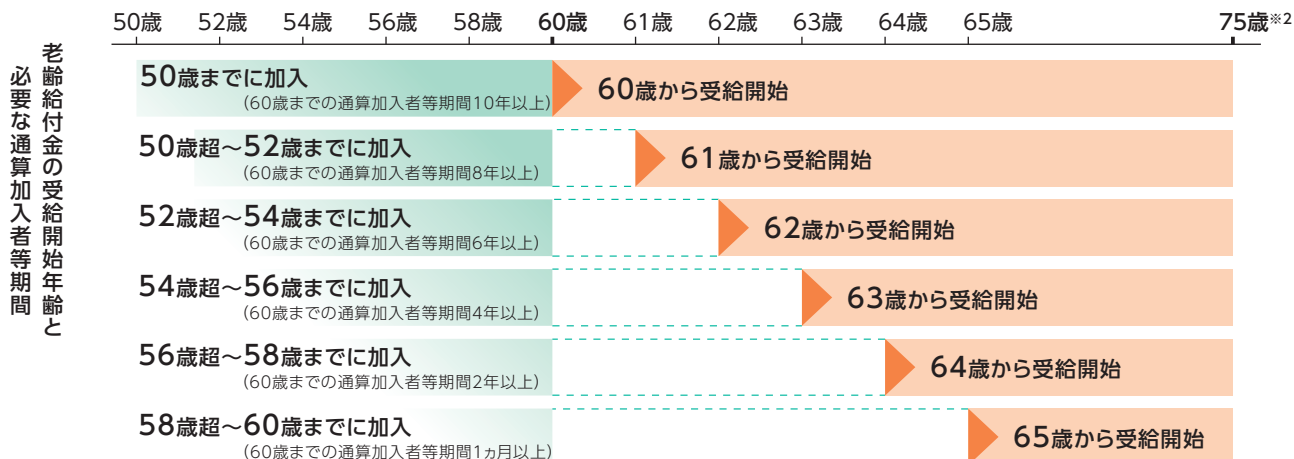 50歳 52歳 54歳 56歳 58歳 60歳 61歳 62歳 63歳 64歳 65歳 75歳※2
老齢給付金の受給開始年齢と
必要な通算加入者等期間
50歳までに加入
(60歳までの通算加入者等期間10年以上)
60歳から受給開始
50歳超～52歳までに加入
(60歳までの通算加入者等期間8年以上)
61歳から受給開始
52歳超～54歳までに加入
(60歳までの通算加入者等期間6年以上)
62歳から受給開始
54歳超～56歳までに加入
(60歳までの通算加入者等期間4年以上)
63歳から受給開始
56歳超～58歳までに加入
(60歳までの通算加入者等期間2年以上)
64歳から受給開始
58歳超～60歳までに加入
(60歳までの通算加入者等期間1ヵ月以上)
65歳から受給開始